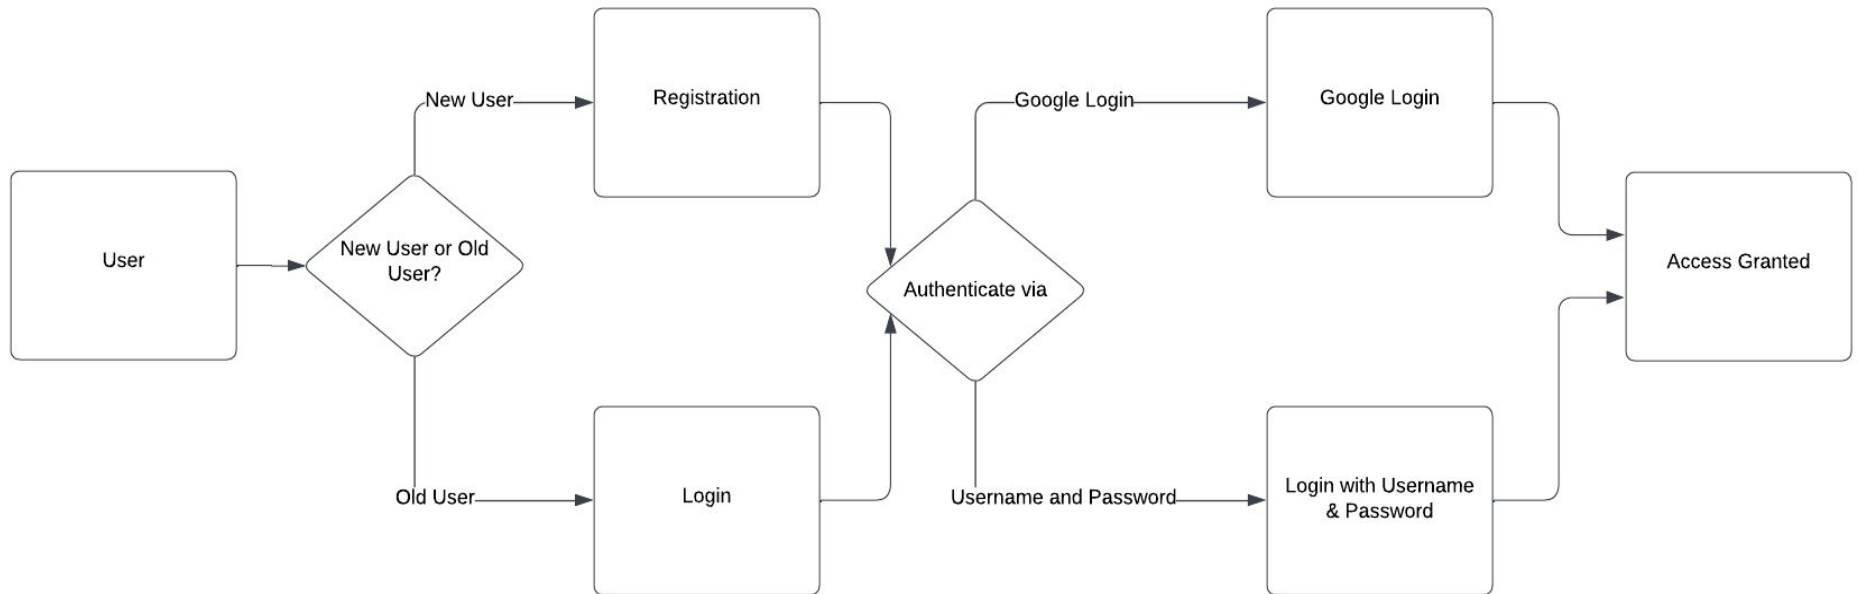 New User
Registration
Google Login
Google Login
User
New User or Old
User?
Authenticate via
Access Granted
Old User
Login
Username and Password
Login with Username
& Password